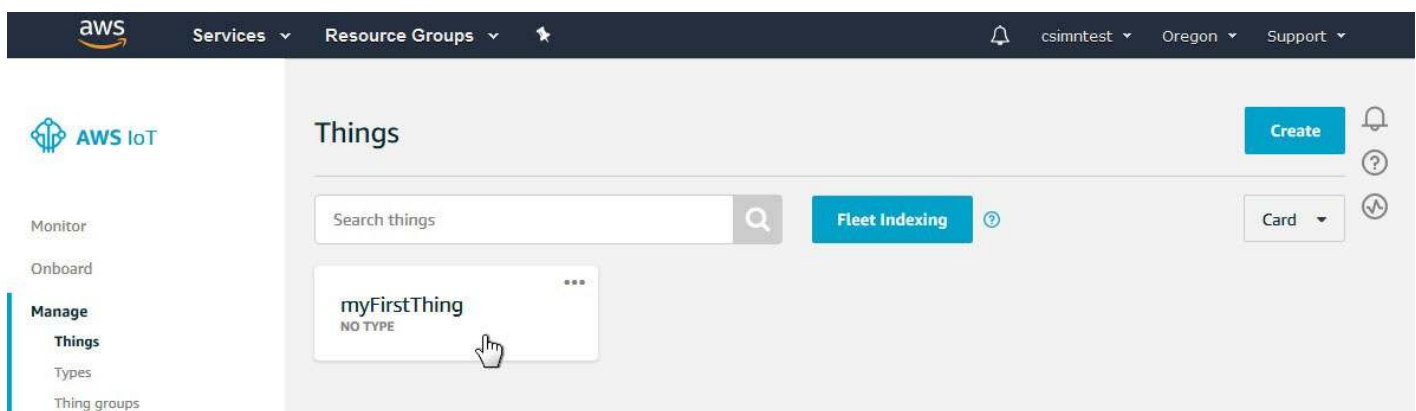 aws Services Resource Groups csimntest Oregon Support
AWS IoT
Monitor
Onboard
Manage
Things
Types
Thing groups
Things
Create
Search things
Fleet Indexing
Card
myFirstThing
NO TYPE